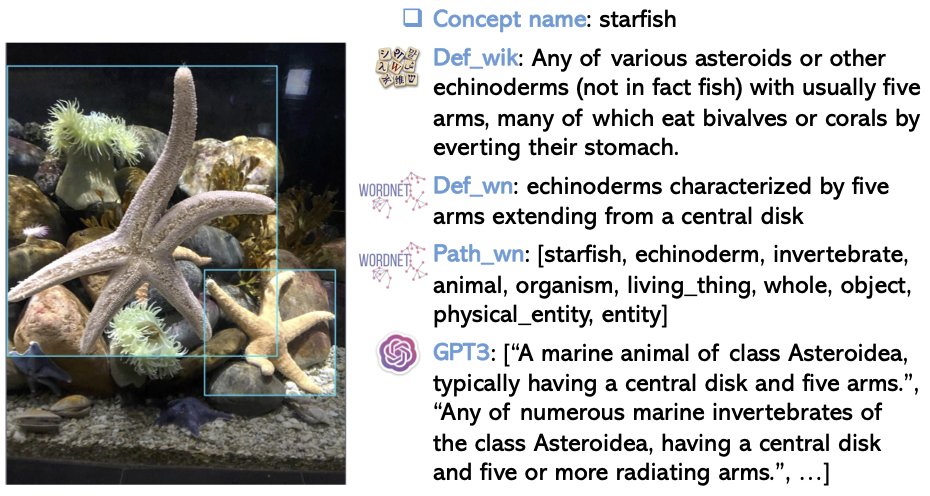 Concept name: starfish
Def_wik: Any of various asteroids or other
echinoderms (not in fact fish) with usually five
arms, many of which eat bivalves or corals by
everting their stomach.
WORDNET
Def_wn: echinoderms characterized by five
arms extending from a central disk
WORDNET
Path_wn: [starfish, echinoderm, invertebrate,
animal, organism, living_thing, whole, object,
physical_entity, entity]
GPT3: [“A marine animal of class Asteroidea,
typically having a central disk and five arms.”,
“Any of numerous marine invertebrates of
the class Asteroidea, having a central disk
and five or more radiating arms.”, ...]